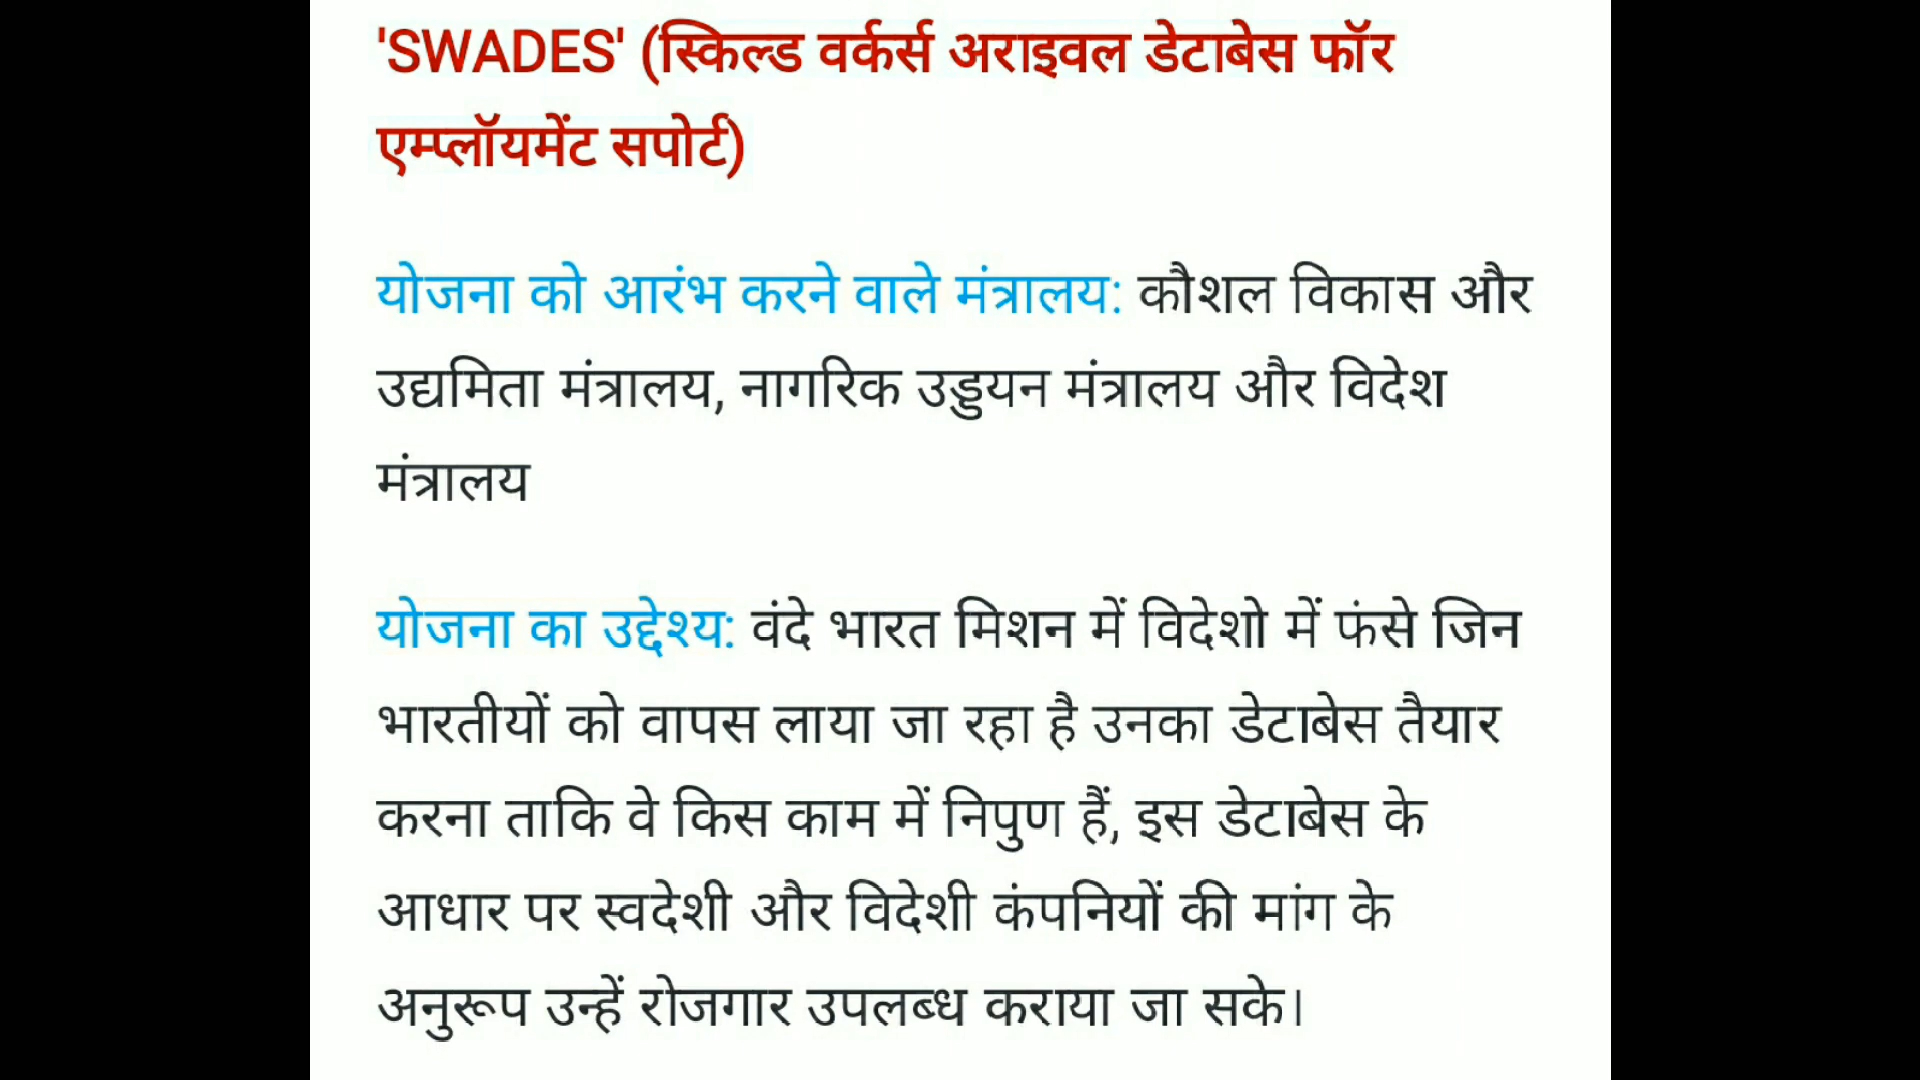 'SWADES' (स्किल्ड वर्कर्स अराइवल डेटाबेस फॉर
एम्प्लॉयमेंट सपोर्ट)
योजना को आरंभ करने वाले मंत्रालय: कौशल विकास और
उद्यमिता मंत्रालय, नागरिक उड्डयन मंत्रालय और विदेश
मंत्रालय
योजना का उद्देश्य: वंदे भारत मिशन में विदेशो में फंसे जिन
भारतीयों को वापस लाया जा रहा है उनका डेटाबेस तैयार
करना ताकि वे किस काम में निपुण हैं, इस डेटाबेस के
आधार पर स्वदेशी और विदेशी कंपनियों की मांग के
अनुरूप उन्हें रोजगार उपलब्ध कराया जा सके।